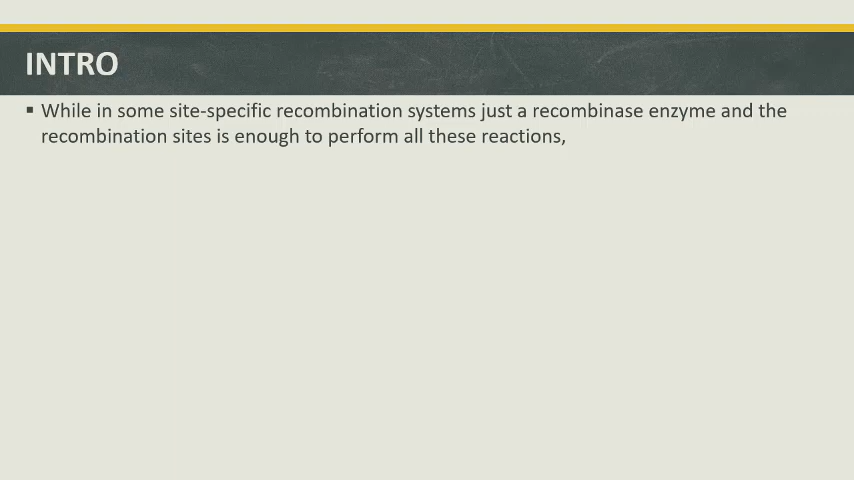 INTRO
▪ While in some site-specific recombination systems just a recombinase enzyme and the
recombination sites is enough to perform all these reactions,